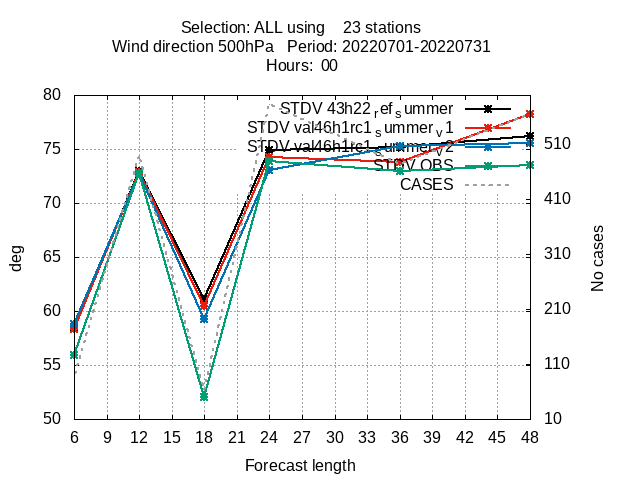 Selection: ALL using 23 stations
Wind direction 500hPa Period: 20220701-20220731
Hours: 00
80
75
70
65
60
55
50
deg
STDV 43h22_ref_summer
STDV val46h1rc1_summer_v1
STDV val46h1rc1_summer_v2
STDV OBS
CASES
510
410
310
210
110
10
No cases
6 9 12 15 18 21 24 27 30 33 36 39 42 45 48
Forecast length